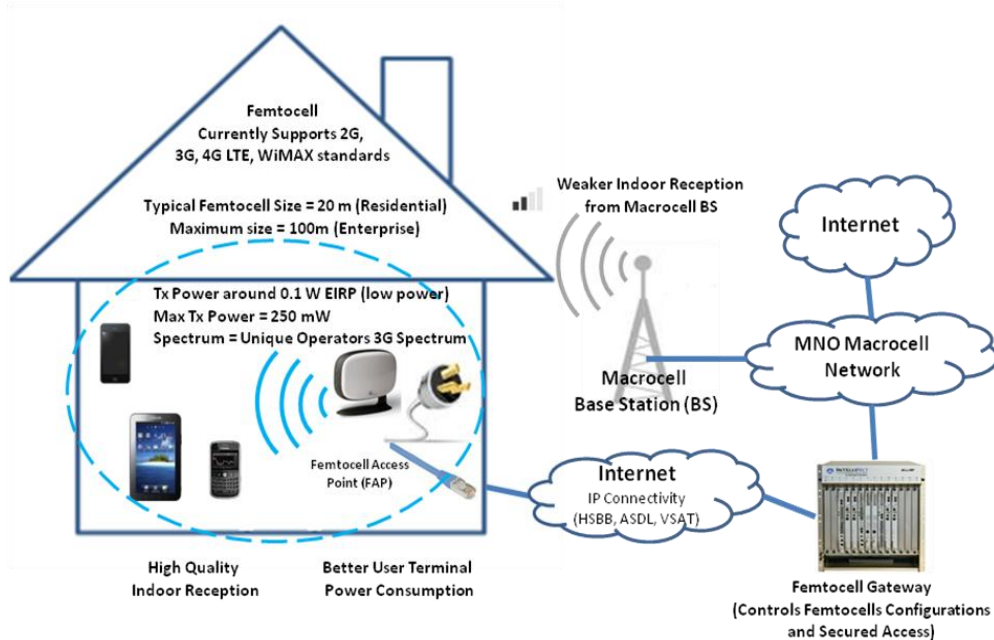 Femtocell
Currently Supports 2G,
3G, 4G LTE, WiMAX standards
Typical Femtocell Size = 20 m (Residential)
Maximum size = 100m (Enterprise)
Weaker Indoor Reception
from Macrocell BS
Internet
Tx Power around 0.1 W EIRP (low power)
Max Tx Power = 250 mW
Spectrum = Unique Operators 3G Spectrum
MNO Macrocell
Network
Macrocell
Base Station (BS)
Femtocell Access
Point (FAP)
Internet
IP Connectivity
(HSBB, ASDL, VSAT)
High Quality
Indoor Reception
Better User Terminal
Power Consumption
Femtocell Gateway
(Controls Femtocells Configurations
and Secured Access)